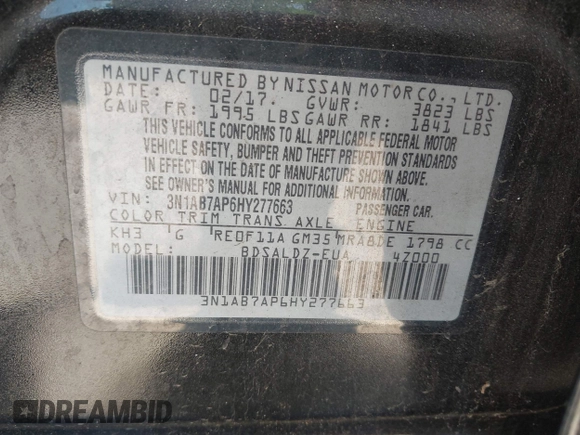 MANUFACTURED BY NISSAN MOTOR CO., LTD.
DATE: 02/17. GVWR: 3823 LBS
GAWR FR: 1995 LBS GAWR RR: 1841 LBS
THIS VEHICLE CONFORMS TO ALL APPLICABLE FEDERAL MOTOR
VEHICLE SAFETY, BUMPER AND THEFT PREVENTION STANDARDS
IN EFFECT ON THE DATE OF MANUFACTURE SHOWN ABOVE.
SEE OWNER'S MANUAL FOR ADDITIONAL INFORMATION.
VIN: 3N1AB7AP6HY277663 PASSENGER CAR.
COLOR TRIM TRANS. AXLE ENGINE
KH3 G RE0F11A GM35 MRA8DE 1798 CC
MODEL: BDSALDZ-EUA 47000
3N1AB7AP6HY277663
DREAMBID